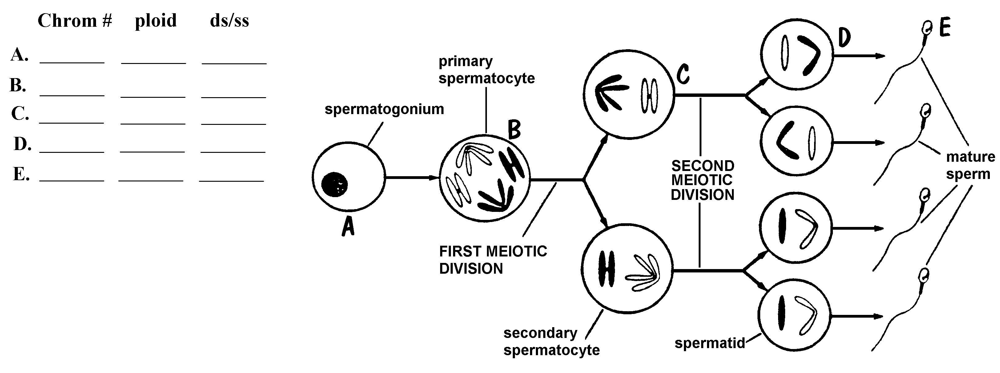 Chrom # ploid ds/ss
A.
B.
C.
D.
E.
spermatogonium
A
primary
spermatocyte
B
FIRST MEIOTIC
DIVISION
C
secondary
spermatocyte
SECOND
MEIOTIC
DIVISION
D
spermatid
E
mature
sperm